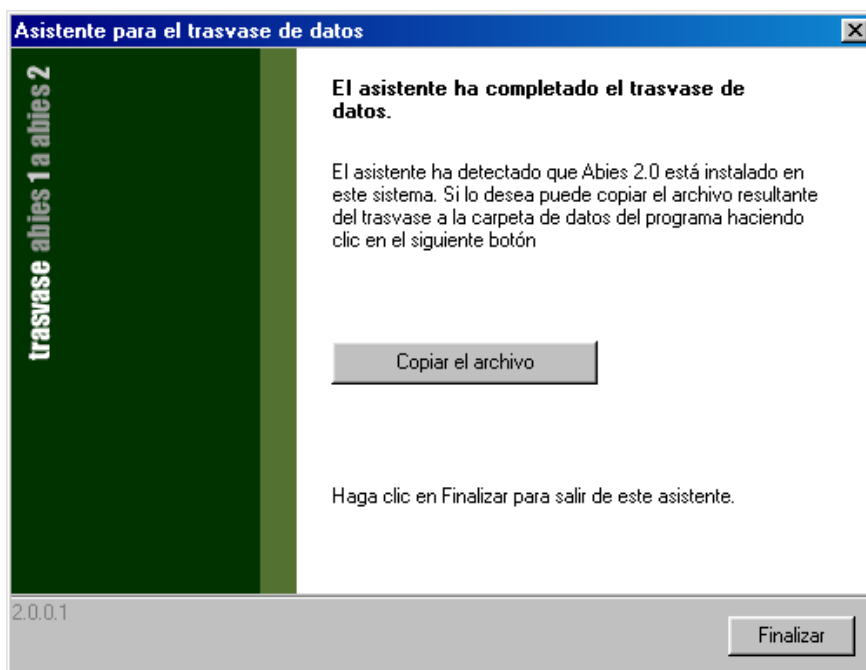 Asistente para el trasvase de datos
trasvase abies 1 a abies 2
El asistente ha completado el trasvase de
datos.
El asistente ha detectado que Abies 2.0 está instalado en
este sistema. Si lo desea puede copiar el archivo resultante
del trasvase a la carpeta de datos del programa haciendo
clic en el siguiente botón
Copiar el archivo
Haga clic en Finalizar para salir de este asistente.
2.0.0.1
Finalizar